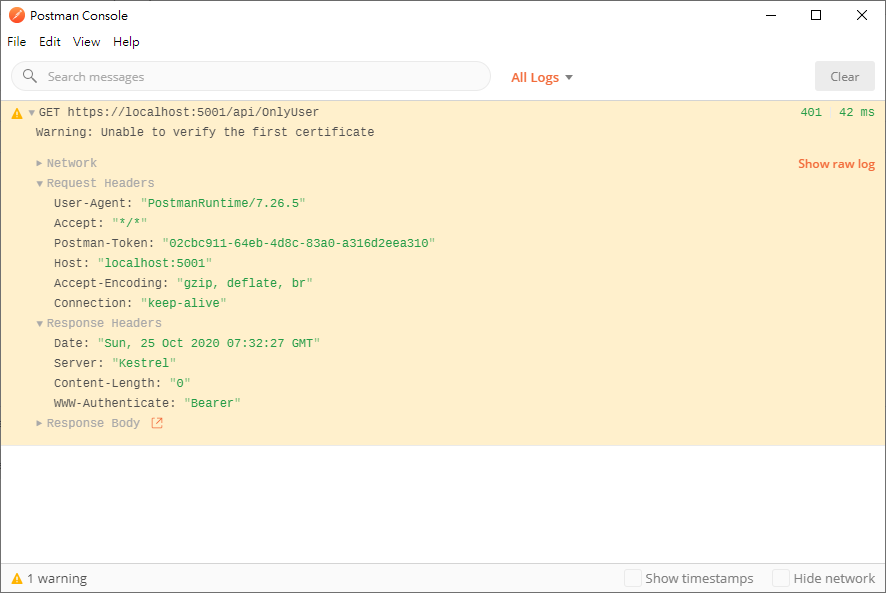 Postman Console
File Edit View Help
Search messages All Logs Clear
GET https://localhost:5001/api/OnlyUser 401 42 ms
Warning: Unable to verify the first certificate
Network Show raw log
Request Headers
User-Agent: "PostmanRuntime/7.26.5"
Accept: "*/*"
Postman-Token: "02cbc911-64eb-4d8c-83a0-a316d2eea310"
Host: "localhost:5001"
Accept-Encoding: "gzip, deflate, br"
Connection: "keep-alive"
Response Headers
Date: "Sun, 25 Oct 2020 07:32:27 GMT"
Server: "Kestrel"
Content-Length: "0"
WWW-Authenticate: "Bearer"
Response Body
1 warning Show timestamps Hide network